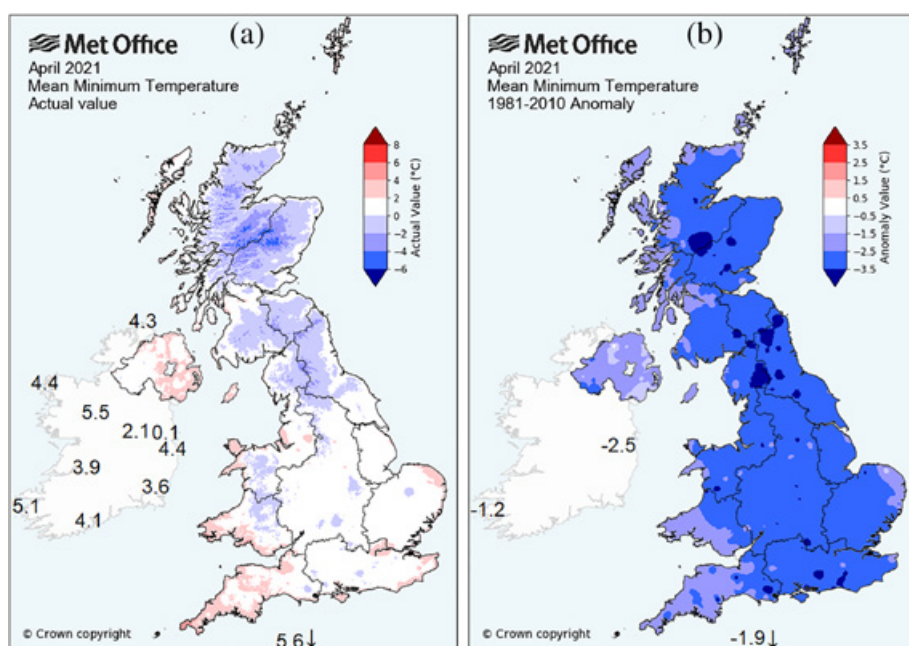 Met Office (a)
April 2021
Mean Minimum Temperature
Actual value
8
6
4
2
0
−2
−4
−6
Actual Value (°C)
4.3
4.4
5.5
2.10.1
4.4
3.9
3.6
5.1
4.1
5.6↓
© Crown copyright
Met Office (b)
April 2021
Mean Minimum Temperature
1981-2010 Anomaly
3.5
2.5
1.5
0.5
−0.5
−1.5
−2.5
−3.5
Anomaly Value (°C)
-2.5
-1.2
-1.9↓
© Crown copyright